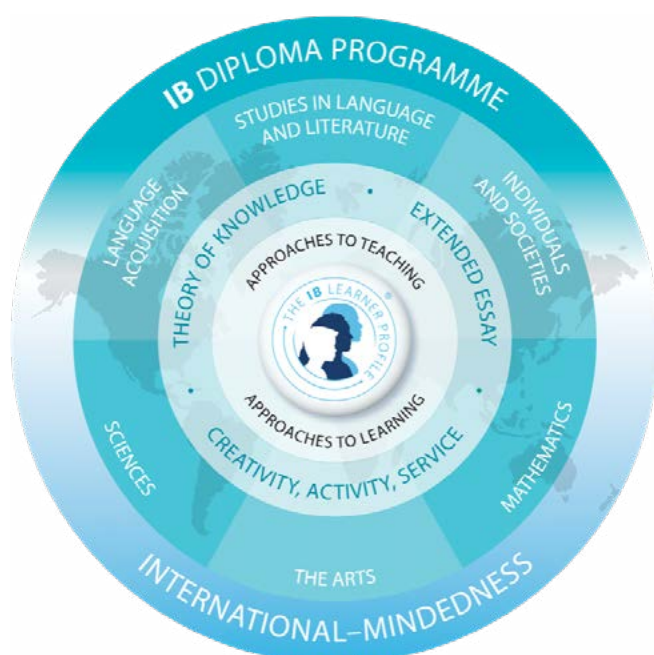 IB DIPLOMA PROGRAMME
STUDIES IN LANGUAGE
AND LITERATURE
LANGUAGE
ACQUISITION
INDIVIDUALS
AND SOCIETIES
THEORY OF KNOWLEDGE
•
EXTENDED ESSAY
•
CREATIVITY, ACTIVITY, SERVICE
•
APPROACHES TO TEACHING
THE IB LEARNER PROFILE
®
APPROACHES TO LEARNING
SCIENCES
MATHEMATICS
THE ARTS
INTERNATIONAL–MINDEDNESS